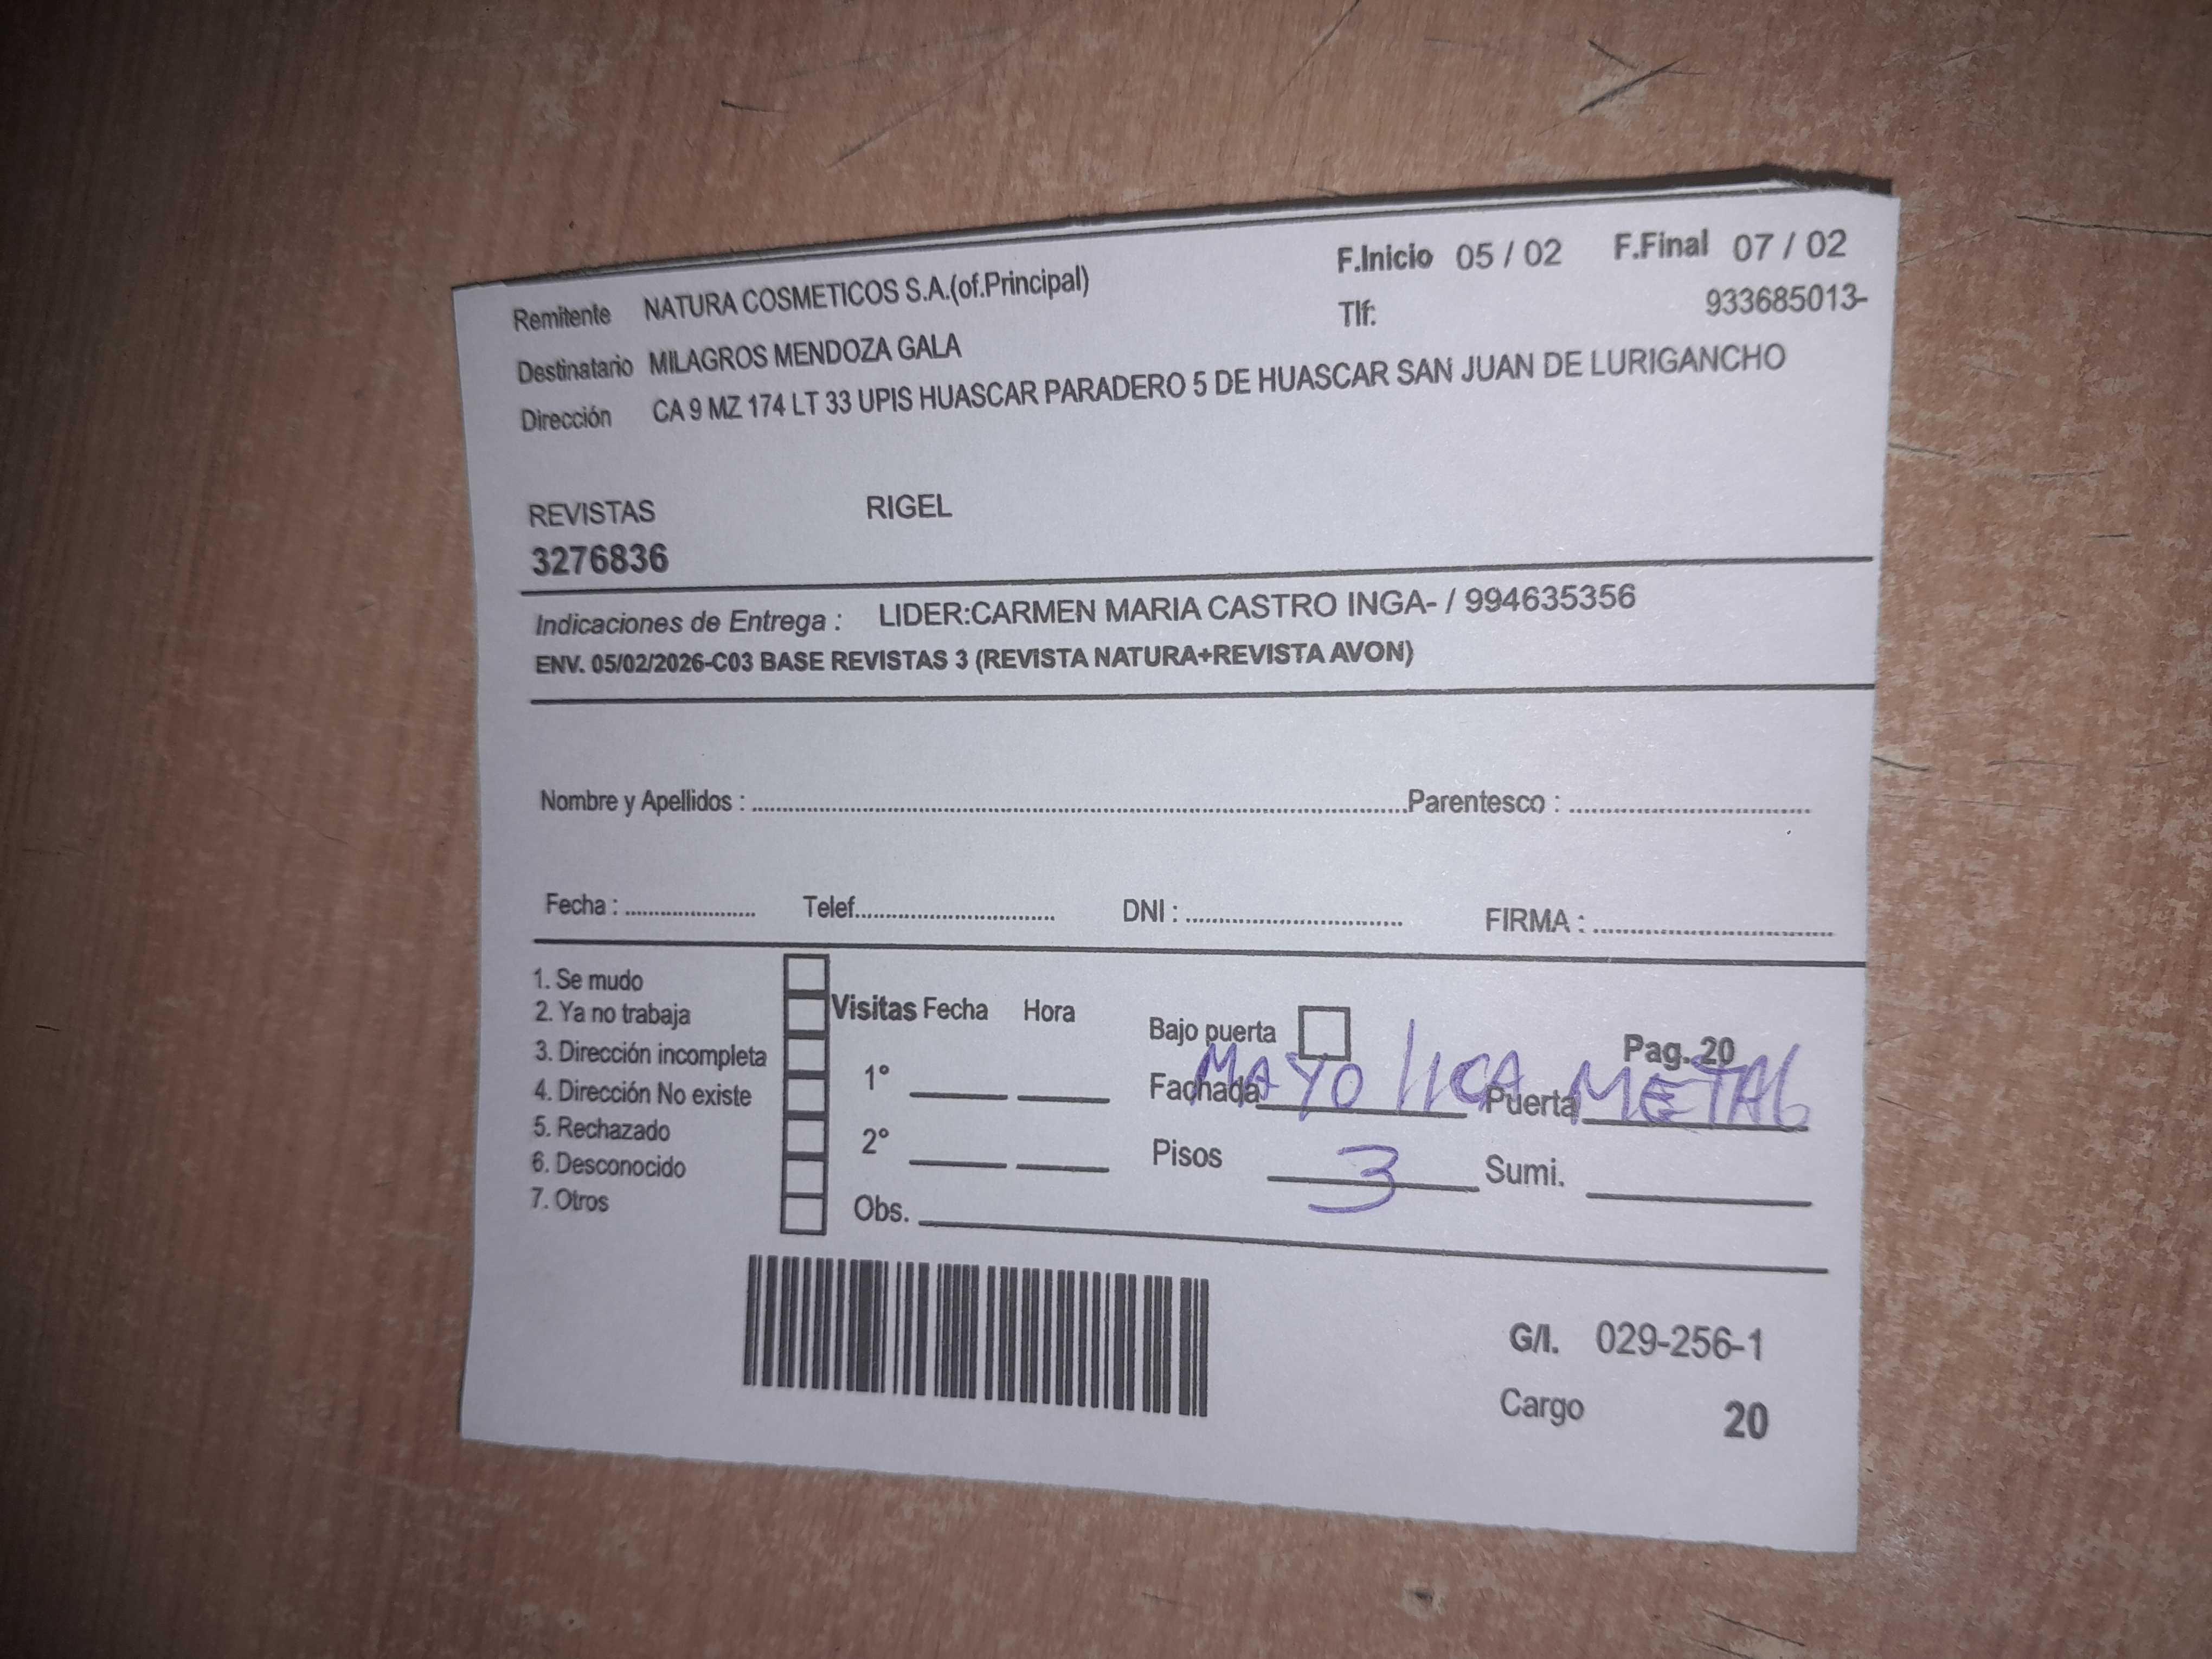 Remitente NATURA COSMETICOS S.A.(of.Principal) F.Inicio 05 / 02 F.Final 07 / 02
Tlf: 933685013-
Destinatario MILAGROS MENDOZA GALA
Dirección CA 9 MZ 174 LT 33 UPIS HUASCAR PARADERO 5 DE HUASCAR SAN JUAN DE LURIGANCHO
REVISTAS RIGEL
3276836
Indicaciones de Entrega : LIDER:CARMEN MARIA CASTRO INGA- / 994635356
ENV. 05/02/2026-C03 BASE REVISTAS 3 (REVISTA NATURA+REVISTA AVON)
Nombre y Apellidos : Parentesco :
Fecha : Telef. DNI : FIRMA :
1. Se mudo
2. Ya no trabaja
3. Dirección incompleta
4. Dirección No existe
5. Rechazado
6. Desconocido
7. Otros
Visitas Fecha Hora
1°
2°
Obs.
Bajo puerta Pag. 20
Fachada MAYOlICA Puerta METAL
Pisos 3 Sumi.
G/I. 029-256-1
Cargo 20